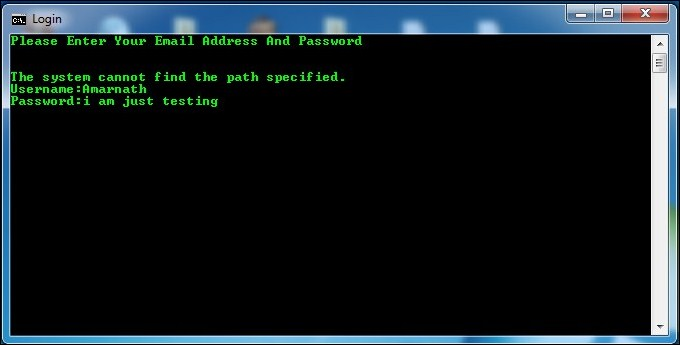 Login
Please Enter Your Email Address And Password
The system cannot find the path specified.
Username:Amarnath
Password:i am just testing